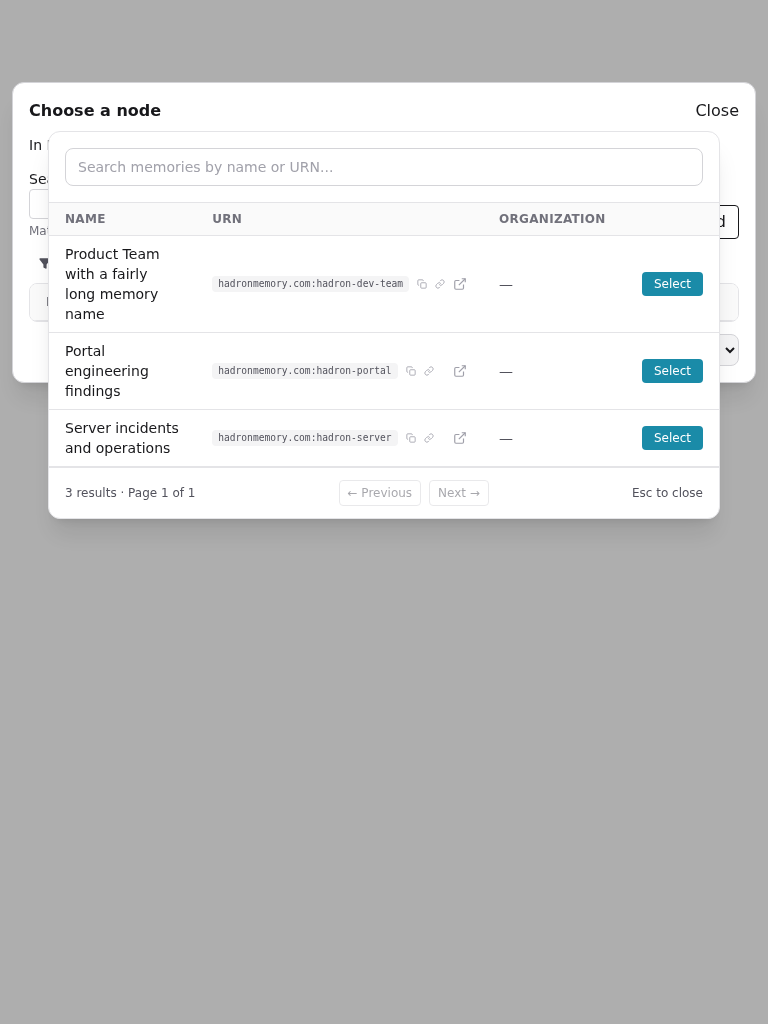 Choose a node
Close
In
Search memories by name or URN...
NAME URN ORGANIZATION
Product Team
with a fairly
long memory
name
hadronmemory.com:hadron-dev-team
—
Select
Portal
engineering
findings
hadronmemory.com:hadron-portal
—
Select
Server incidents
and operations
hadronmemory.com:hadron-server
—
Select
3 results · Page 1 of 1
← Previous
Next →
Esc to close